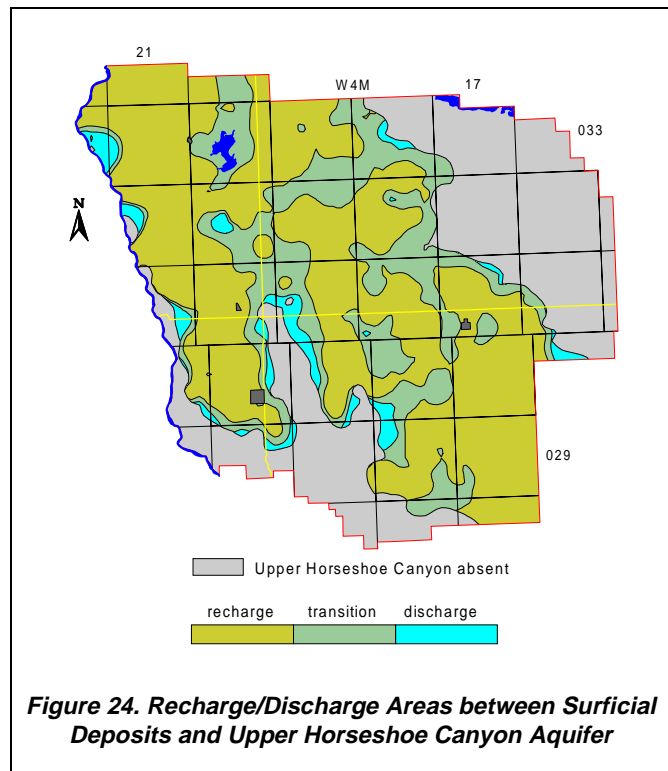 21
W4M
17
033
N
029
Upper Horseshoe Canyon absent
recharge transition discharge
Figure 24. Recharge/Discharge Areas between Surficial
Deposits and Upper Horseshoe Canyon Aquifer